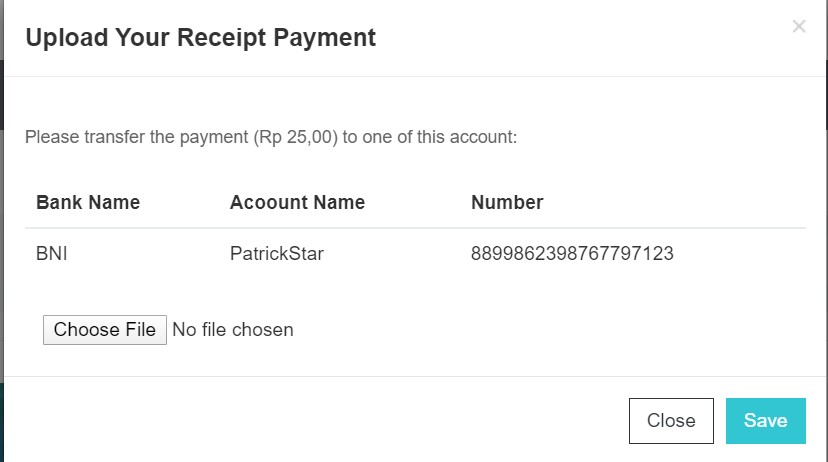 Upload Your Receipt Payment
×
Please transfer the payment (Rp 25,00) to one of this account:
Bank Name Acoount Name Number
BNI PatrickStar 8899862398767797123
Choose File No file chosen
Close Save